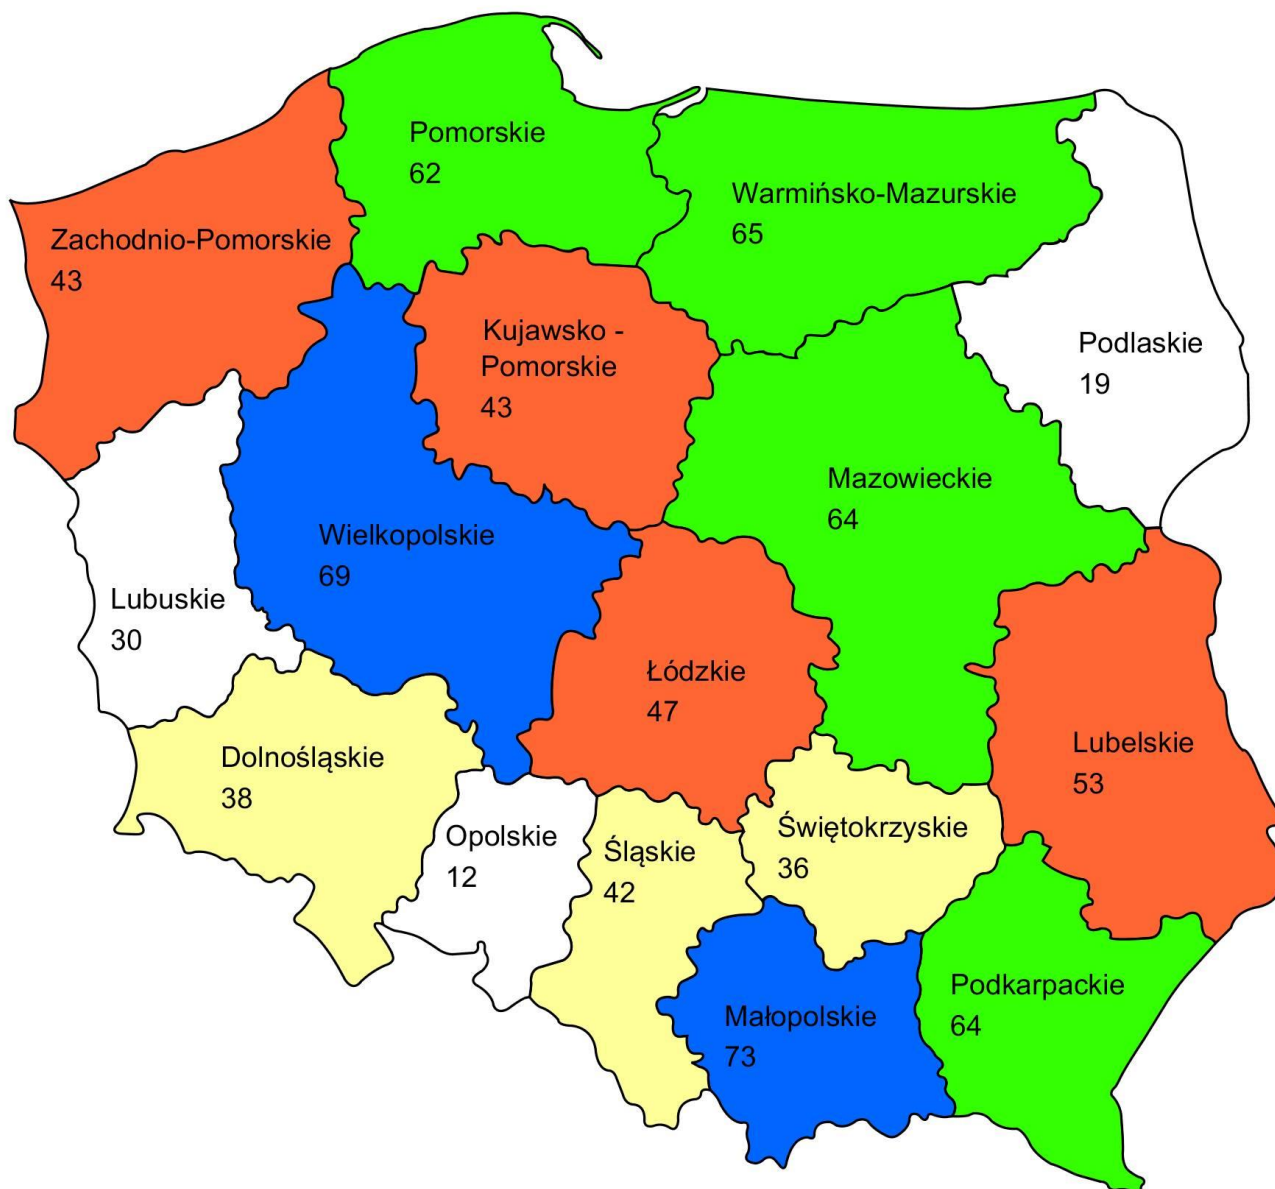 Pomorskie
62
Warmińsko-Mazurskie
65
Zachodnio-Pomorskie
43
Kujawsko -
Pomorskie
43
Podlaskie
19
Mazowieckie
64
Wielkopolskie
69
Lubuskie
30
Łódzkie
47
Lubelskie
53
Dolnośląskie
38
Opolskie
12
Śląskie
42
Świętokrzyskie
36
Małopolskie
73
Podkarpackie
64